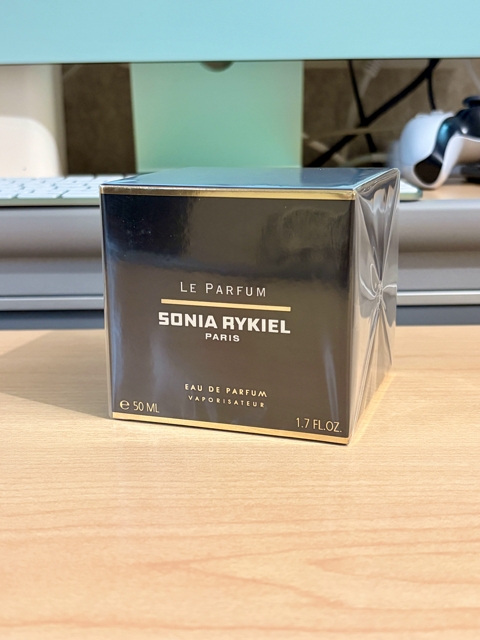 LE PARFUM
SONIA RYKIEL
PARIS
EAU DE PARFUM
VAPORISATEUR
℮ 50 ML
1.7 FL.OZ.